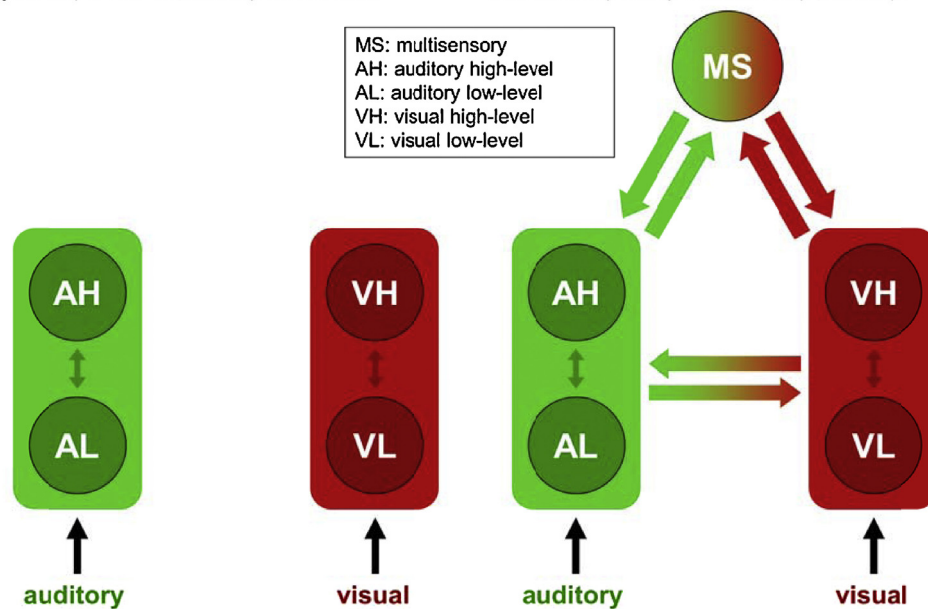 MS: multisensory
AH: auditory high-level
AL: auditory low-level
VH: visual high-level
VL: visual low-level
MS
AH
VH
AH
VH
AL
VL
AL
VL
auditory
visual
auditory
visual